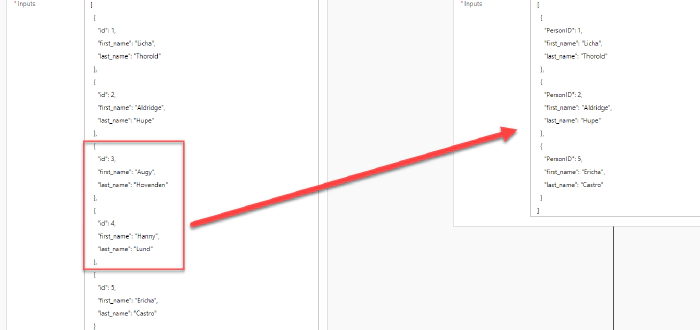 * Inputs
[
{
"id": 1,
"first_name": "Licha",
"last_name": "Thorold"
},
{
"id": 2,
"first_name": "Aldridge",
"last_name": "Hupe"
},
{
"id": 3,
"first_name": "Augy",
"last_name": "Hovenden"
},
{
"id": 4,
"first_name": "Hanny",
"last_name": "Lund"
},
{
"id": 5,
"first_name": "Ericha",
"last_name": "Castro"
}
* Inputs
[
{
"PersonID": 1,
"first_name": "Licha",
"last_name": "Thorold"
},
{
"PersonID": 2,
"first_name": "Aldridge",
"last_name": "Hupe"
},
{
"PersonID": 5,
"first_name": "Ericha",
"last_name": "Castro"
}
]